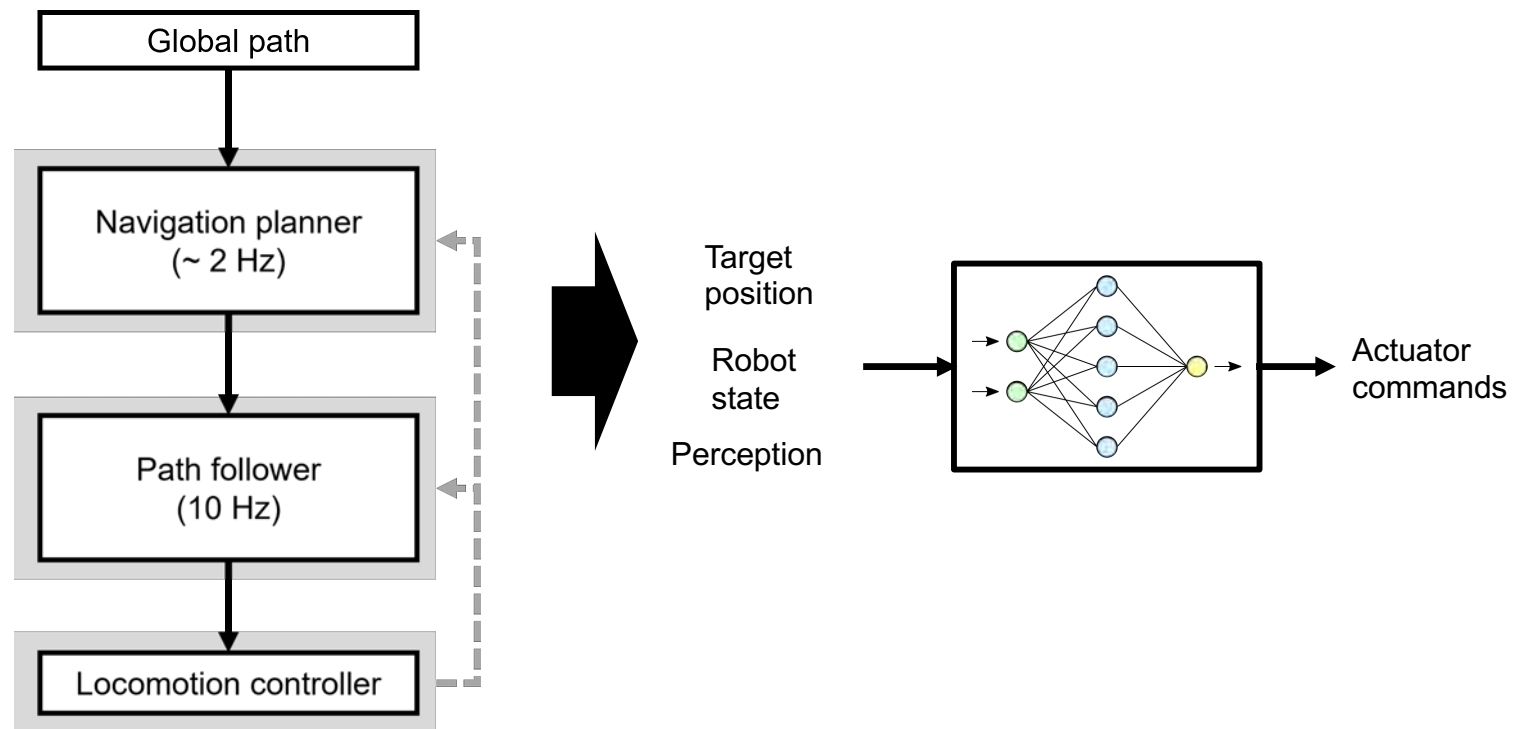 Global path
Navigation planner
(~ 2 Hz)
Path follower
(10 Hz)
Locomotion controller
Target
position
Robot
state
Perception
Actuator
commands